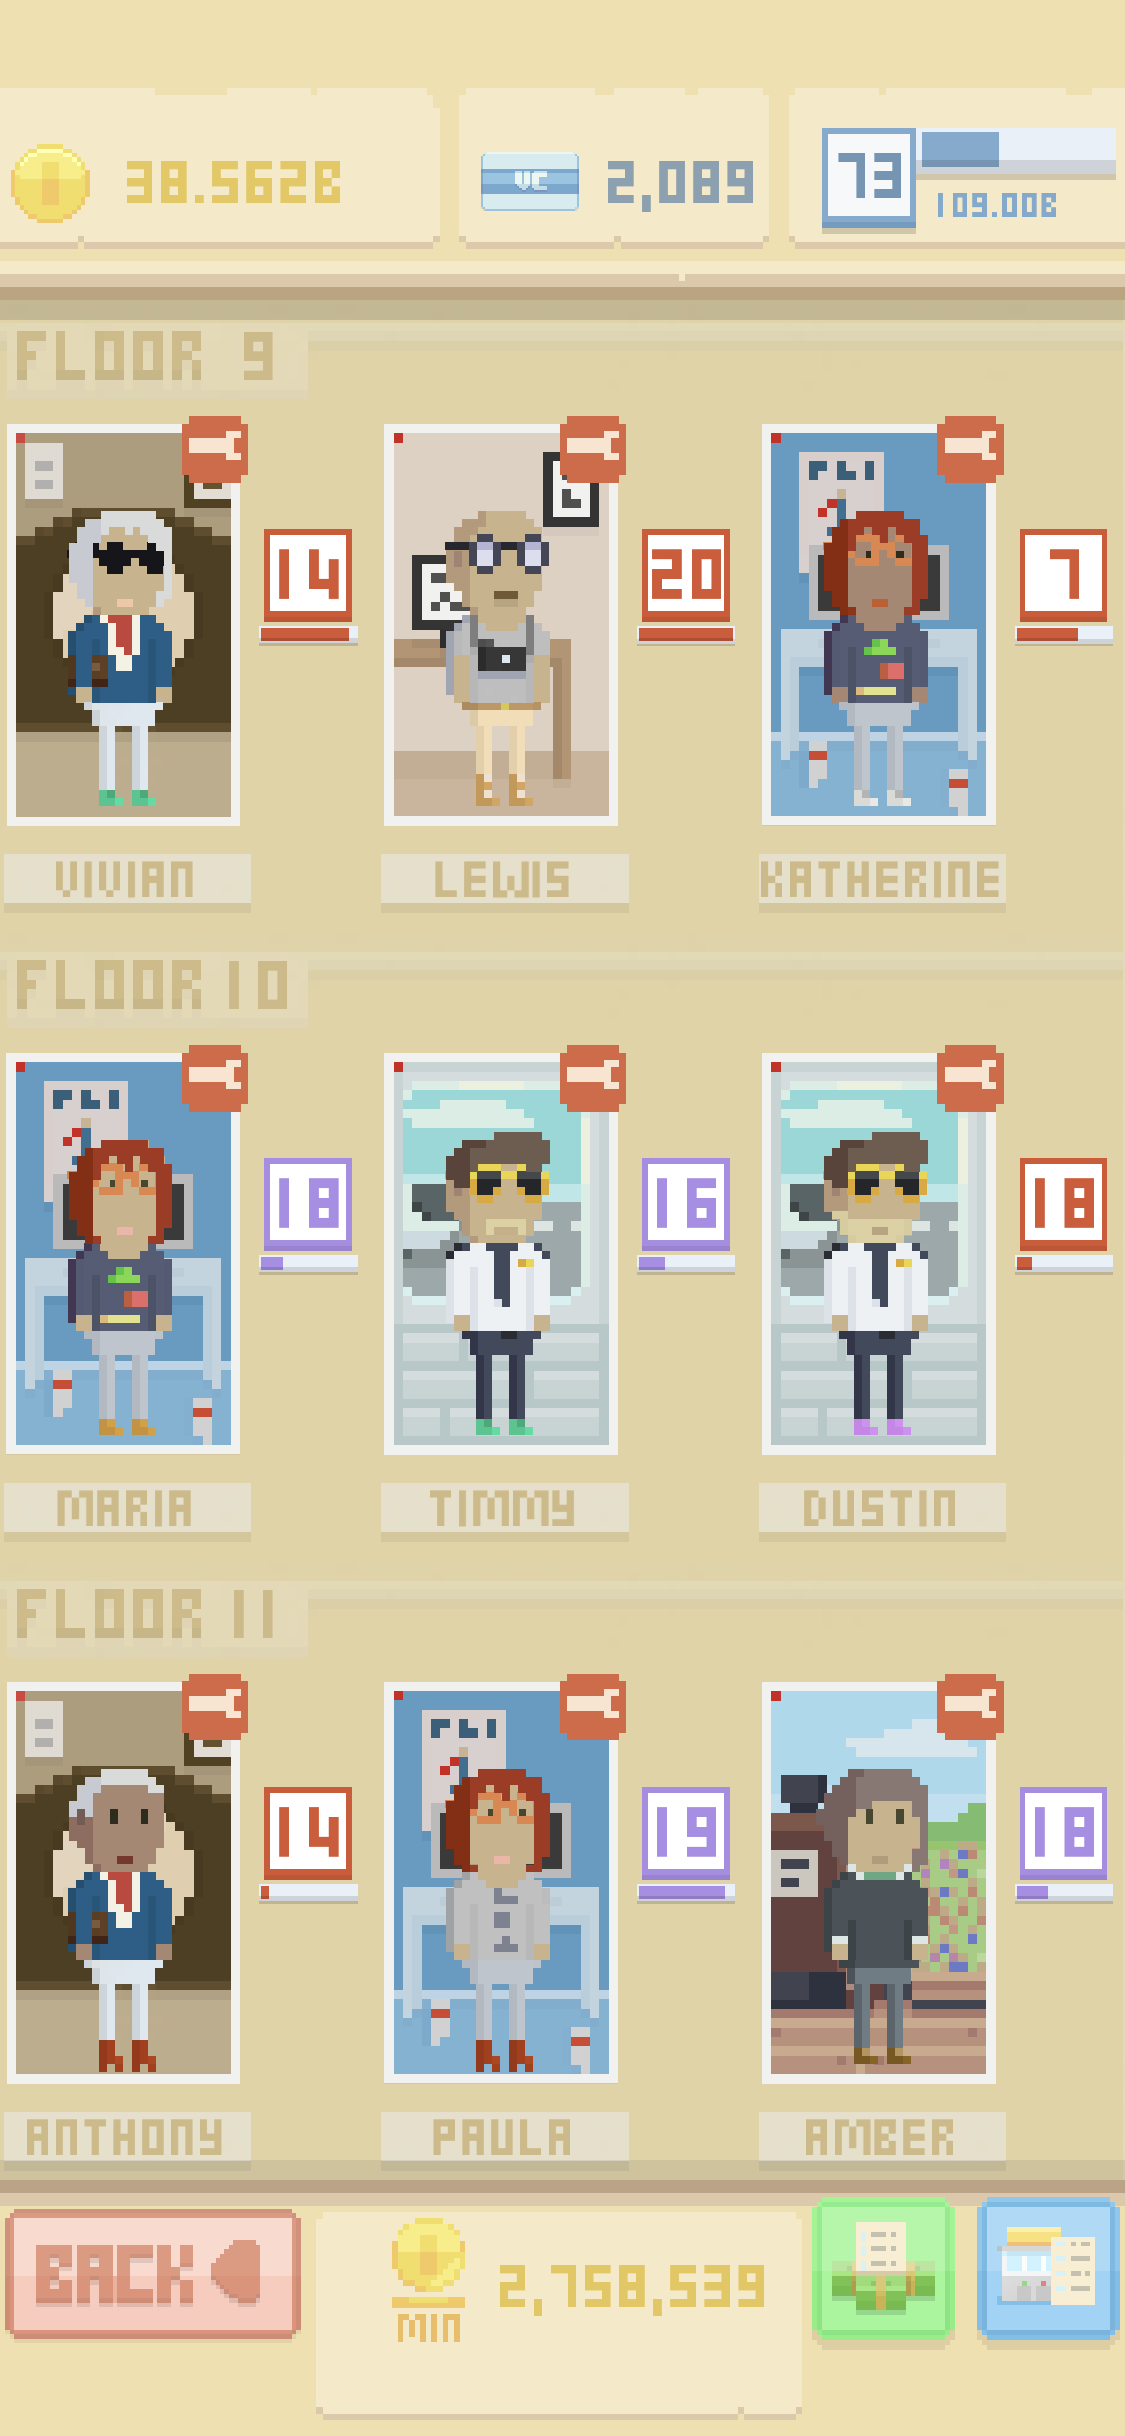 38.562B
VC
2,089
73
109.00B
FLOOR 9
14
20
7
VIVIAN
LEWIS
KATHERINE
FLOOR 10
18
16
18
MARIA
TIMMY
DUSTIN
FLOOR 11
14
19
18
ANTHONY
PAULA
AMBER
BACK
MIN
2,758,539